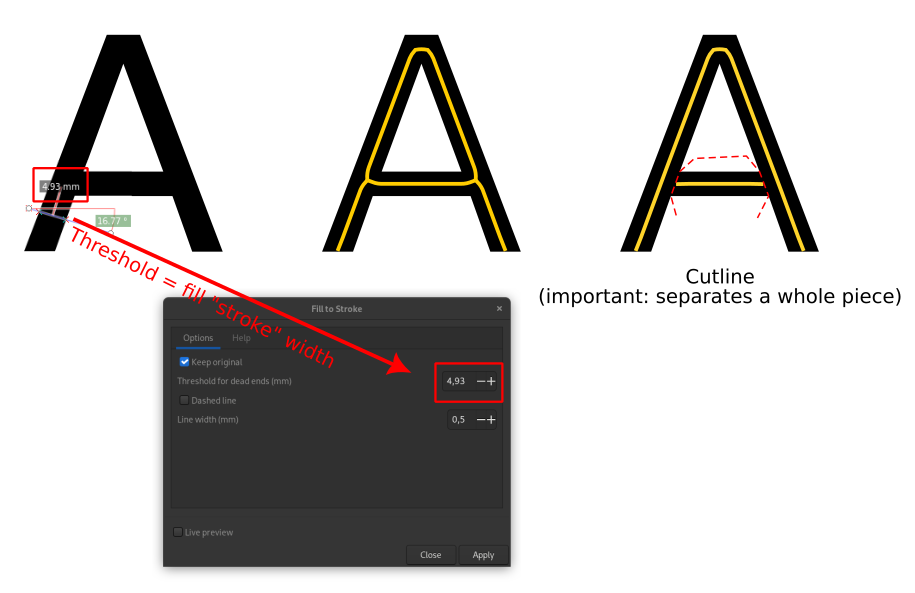 A A A
4.93 mm
16.77 °
Threshold = fill "stroke" width
Cutline
(important: separates a whole piece)
Fill to Stroke ×
Options Help
Keep original
Threshold for dead ends (mm) 4,93 −+
Dashed line
Line width (mm) 0,5 −+
Live preview
Close Apply